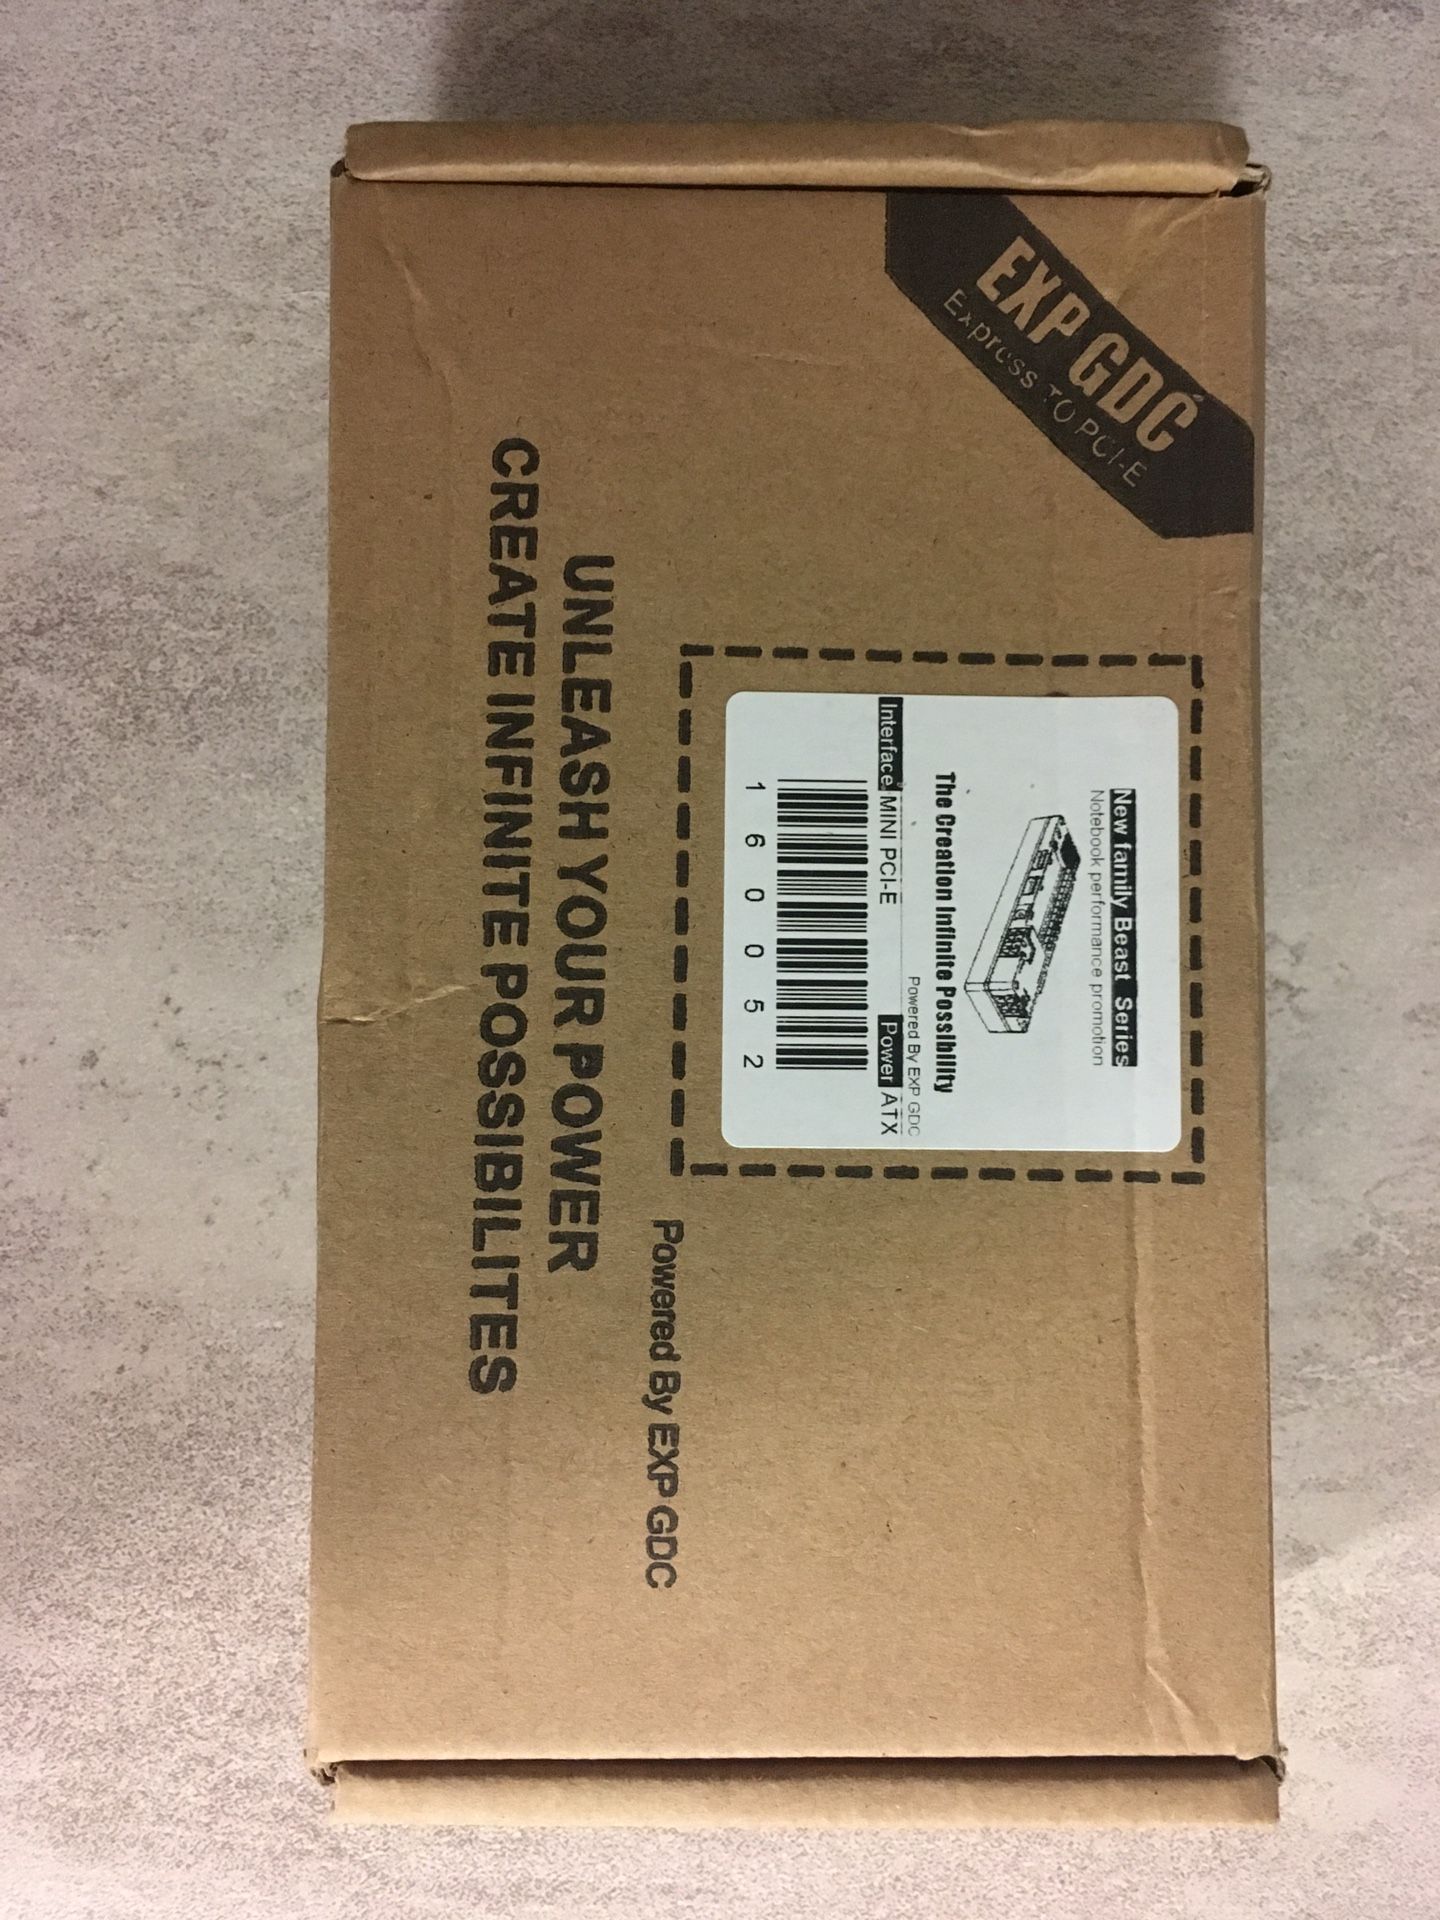 EXP GDC
Express TO PCI-E
New family Beast Series
Notebook performance promotion
The Creation Infinite Possibility
Powered By EXP GDC
Interface MINI PCI-E Power ATX
1 6 0 0 5 2
Powered By EXP GDC
UNLEASH YOUR POWER
CREATE INFINITE POSSIBILITES